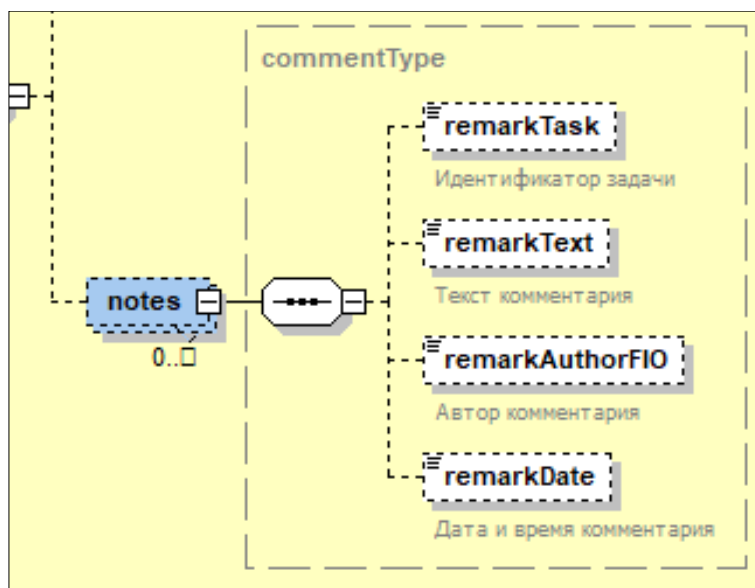 commentType
remarkTask
Идентификатор задачи
remarkText
Текст комментария
notes
0..□
remarkAuthorFIO
Автор комментария
remarkDate
Дата и время комментария